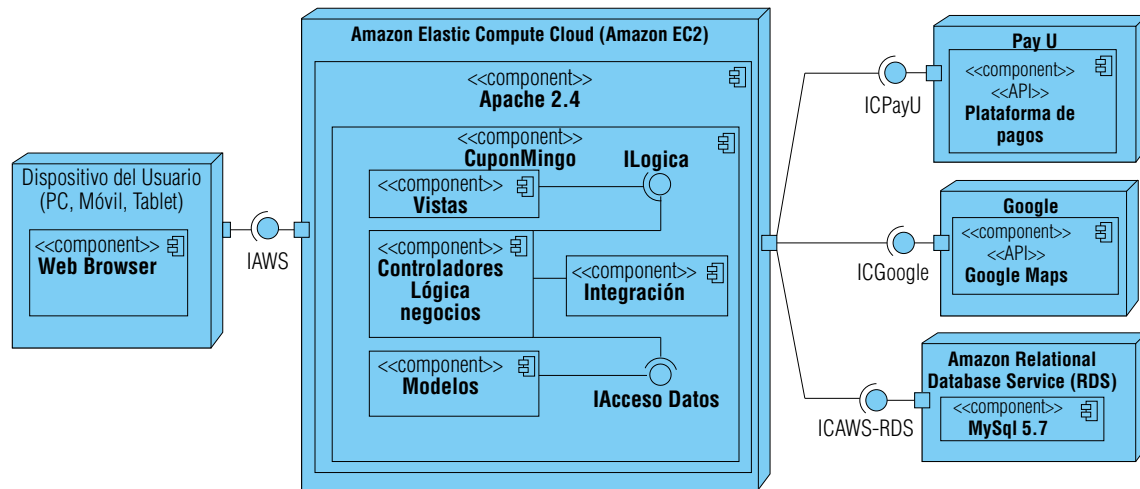 Dispositivo del Usuario
(PC, Móvil, Tablet)
<<component>>
Web Browser
IAWS
Amazon Elastic Compute Cloud (Amazon EC2)
<<component>>
Apache 2.4
<<component>>
CuponMingo
ILogica
<<component>>
Vistas
<<component>>
Controladores
Lógica
negocios
<<component>>
Integración
<<component>>
Modelos
IAcceso Datos
ICPayU
Pay U
<<component>>
<<API>>
Plataforma de
pagos
ICGoogle
Google
<<component>>
<<API>>
Google Maps
ICAWS-RDS
Amazon Relational
Database Service (RDS)
<<component>>
MySql 5.7